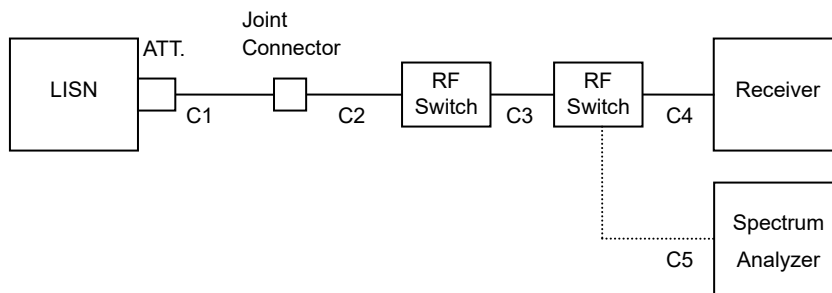 Joint
Connector
ATT.
LISN
C1
C2
RF
Switch
C3
RF
Switch
C4
Receiver
C5
Spectrum
Analyzer